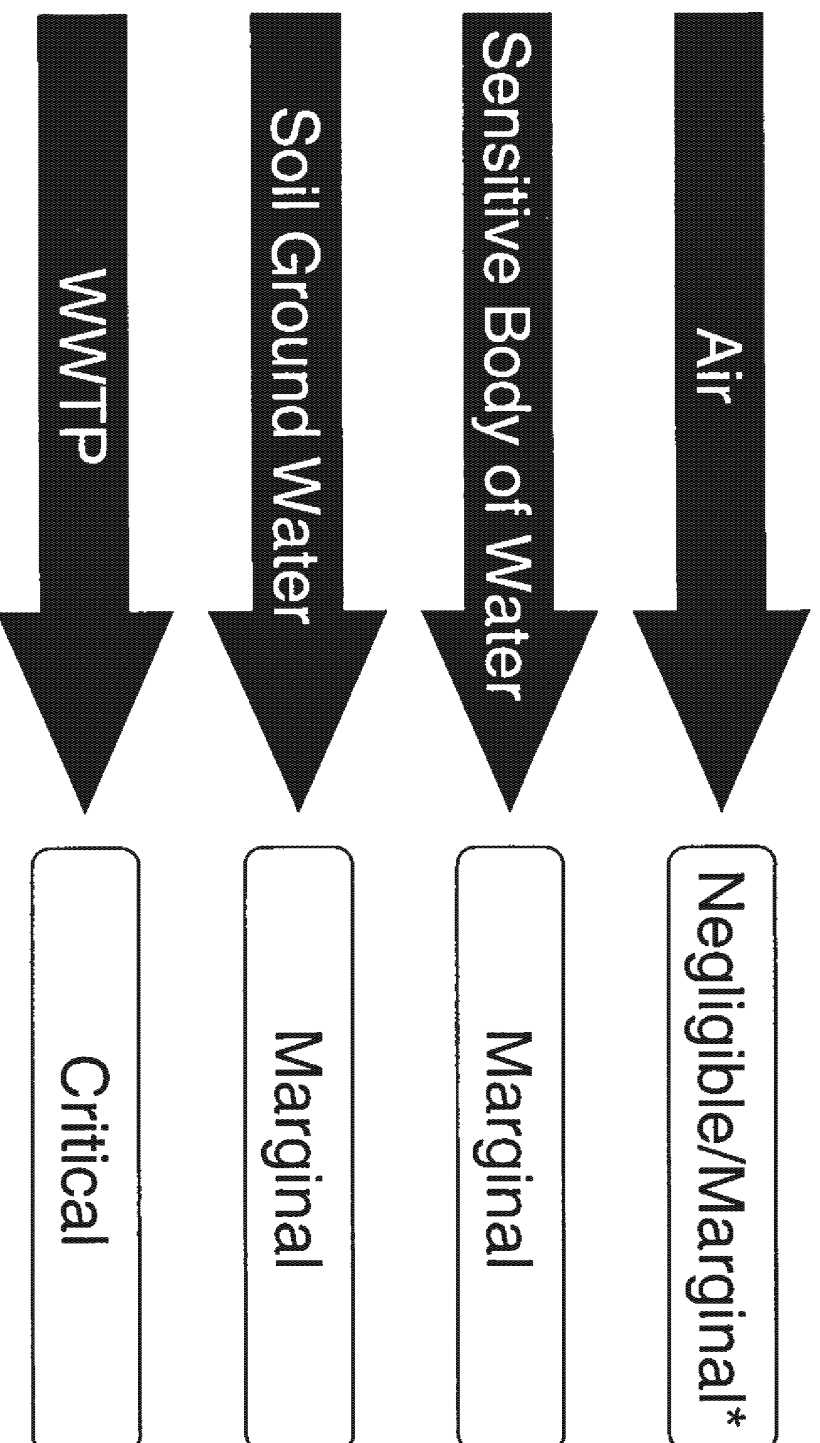 Air
Negligible/Marginal*
Sensitive Body of Water
Marginal
Soil Ground Water
Marginal
WWTP
Critical